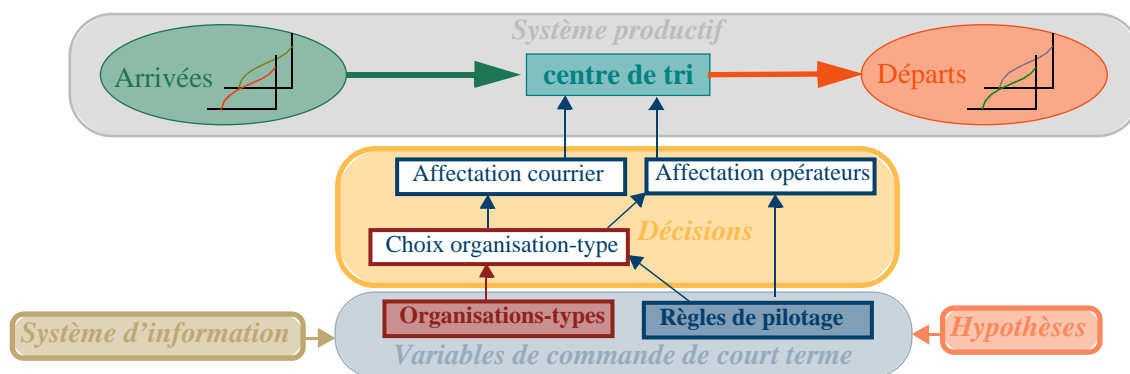 Système productif
Arrivées
centre de tri
Départs
Affectation courrier
Affectation opérateurs
Décisions
Choix organisation-type
Organisations-types
Règles de pilotage
Système d’information
Hypothèses
Variables de commande de court terme